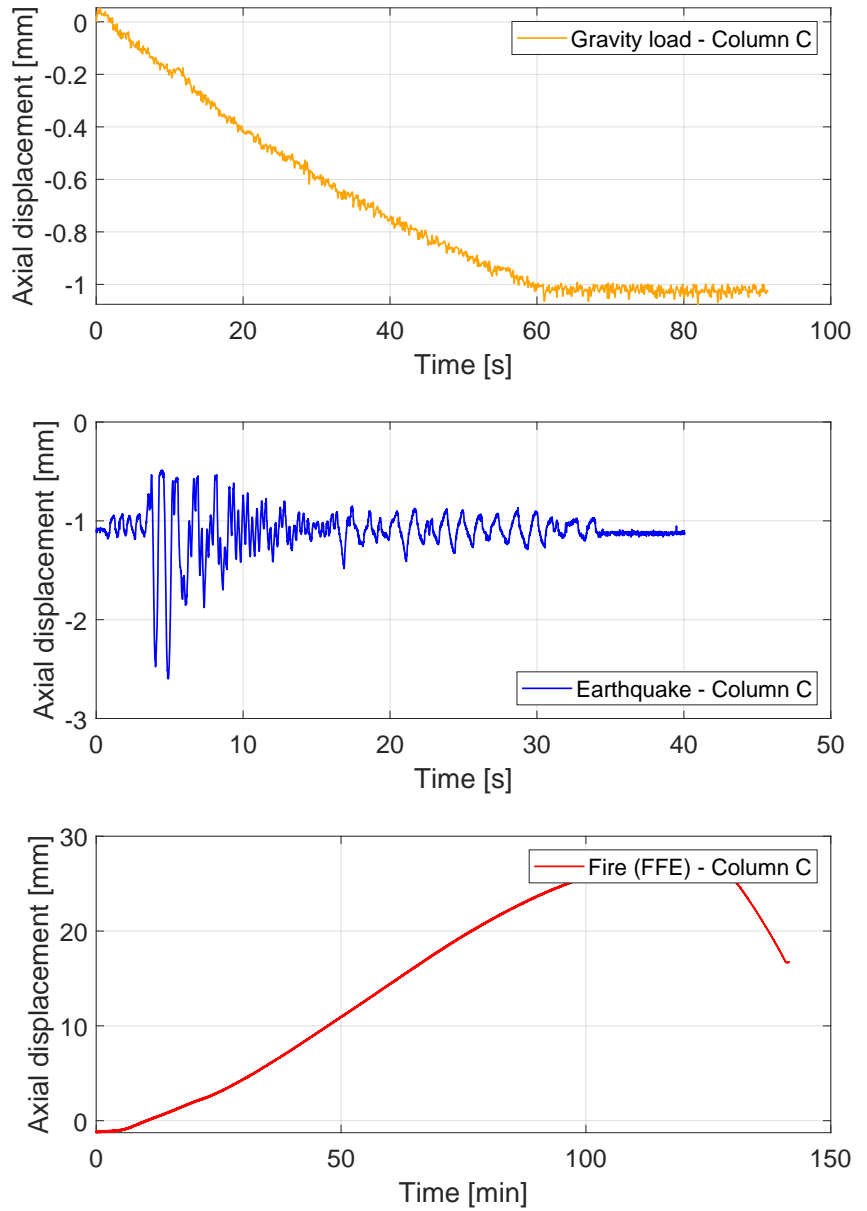 0
-0.2
-0.4
-0.6
-0.8
-1
Axial displacement [mm]
Gravity load - Column C
0 20 40 60 80 100
Time [s]
0
-1
-2
-3
Axial displacement [mm]
Earthquake - Column C
0 10 20 30 40 50
Time [s]
30
20
10
0
Axial displacement [mm]
Fire (FFE) - Column C
0 50 100 150
Time [min]